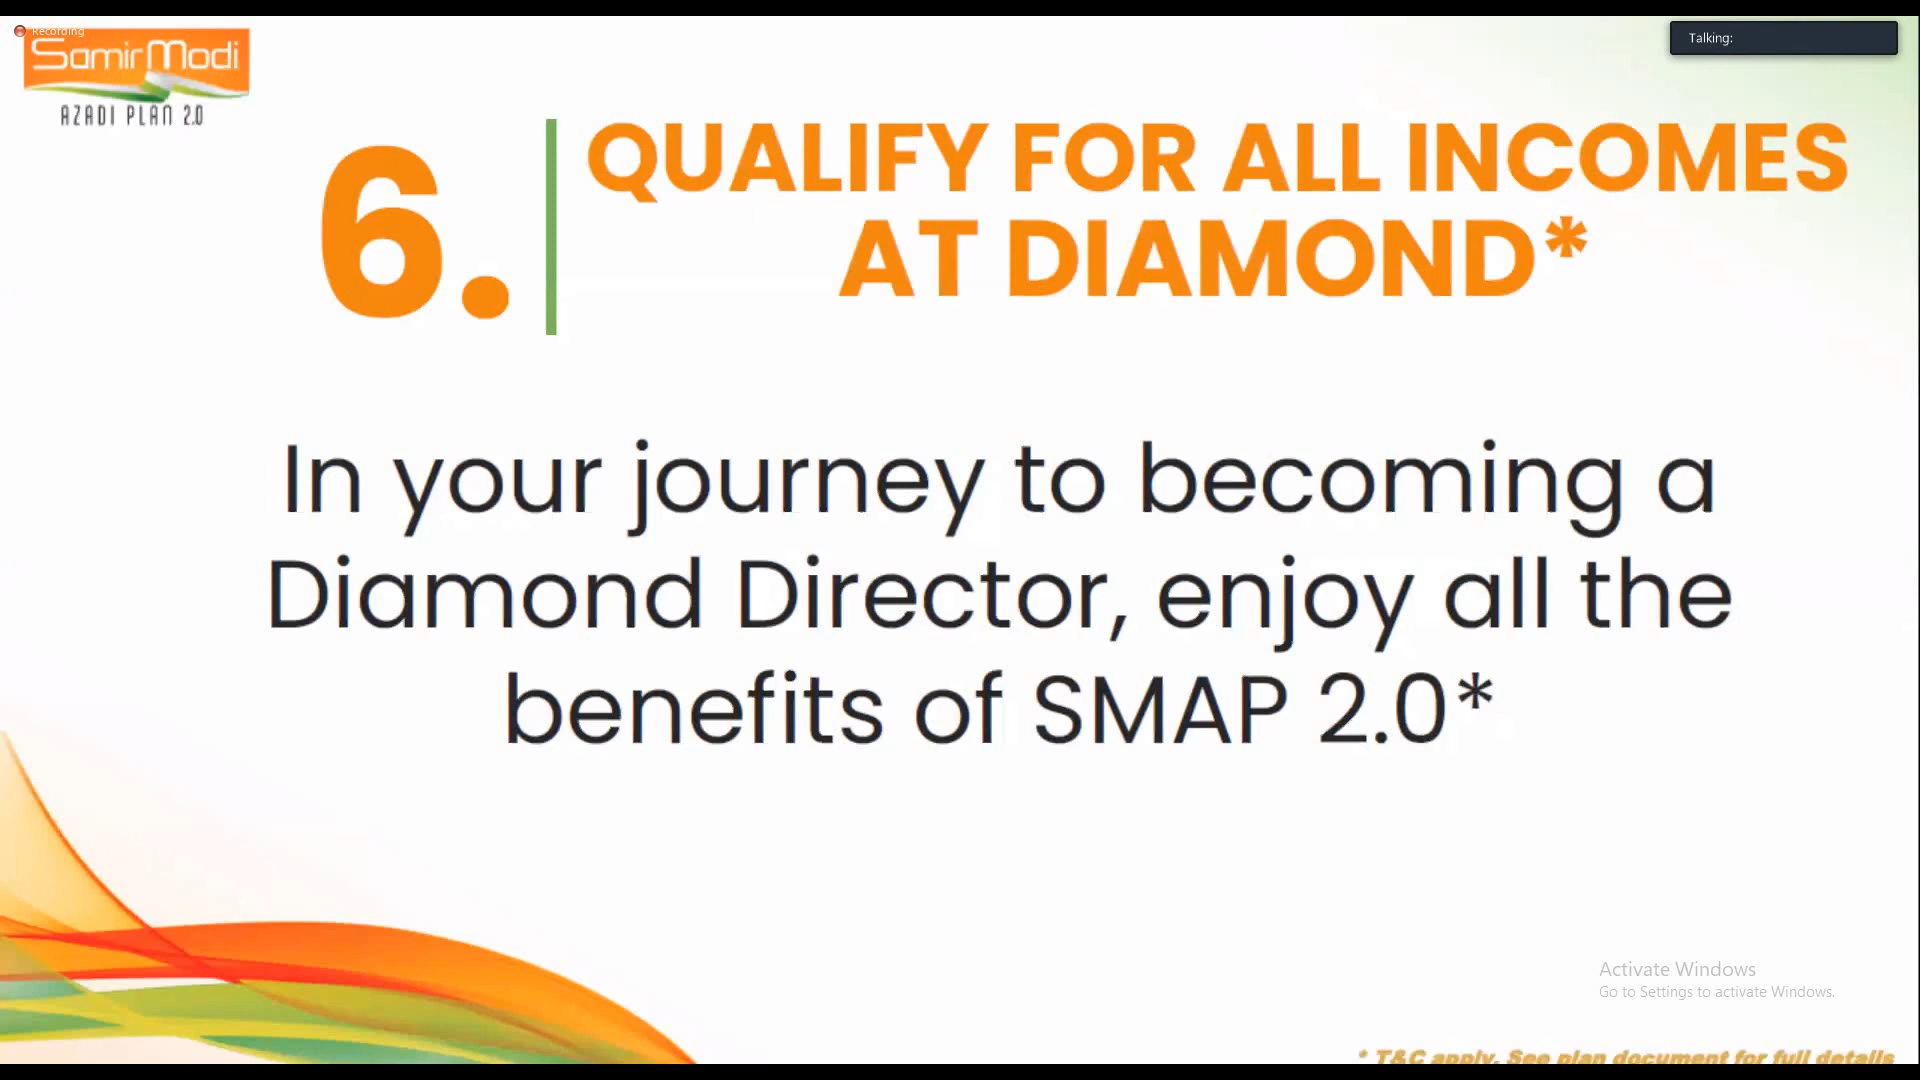 Recording
Talking:
SamirModi
AZADI PLAN 2.0
6.
QUALIFY FOR ALL INCOMES
AT DIAMOND*
In your journey to becoming a
Diamond Director, enjoy all the
benefits of SMAP 2.0*
Activate Windows
Go to Settings to activate Windows.
* T&C apply. See plan document for full details